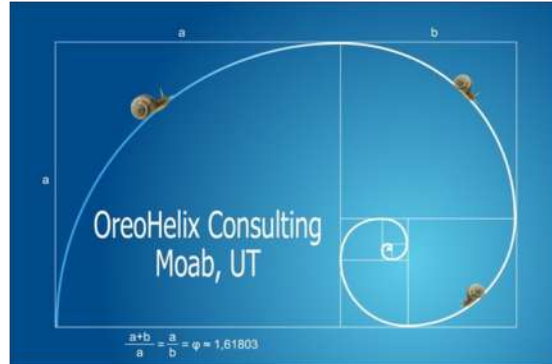 a
b
a
OreoHelix Consulting
Moab, UT
a+b/a = a/b = φ ≈ 1,61803